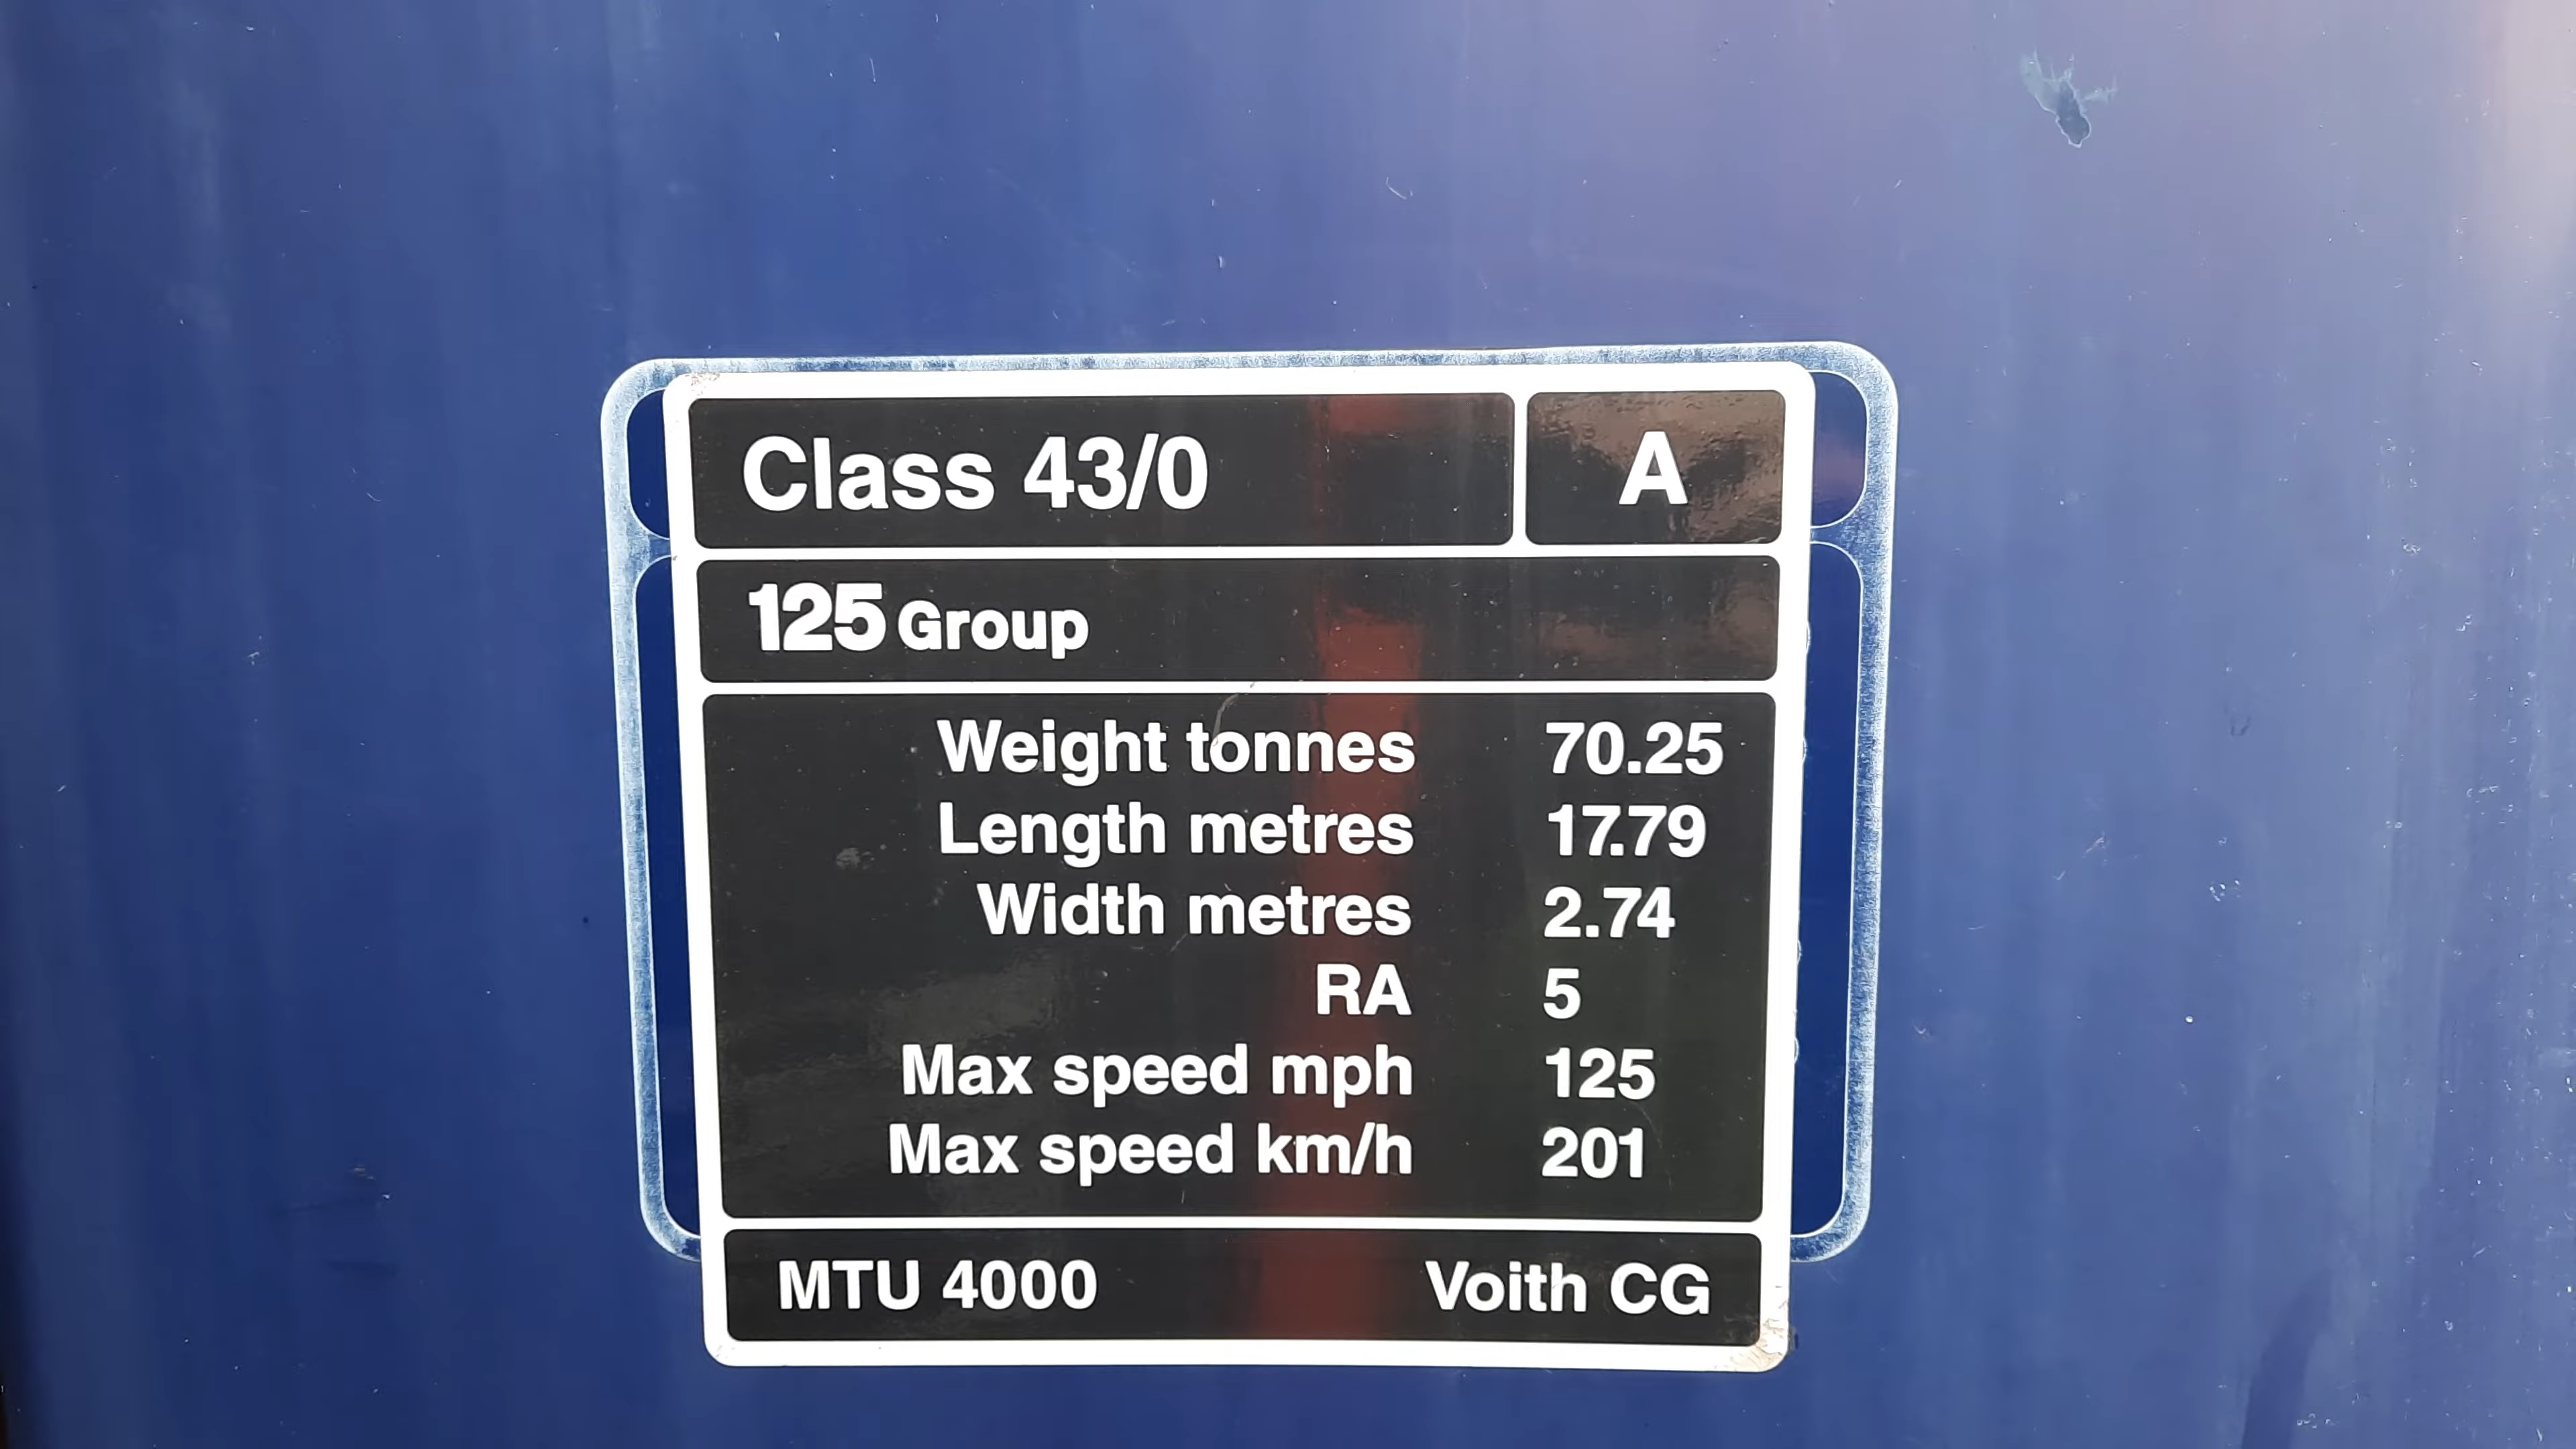 Class 43/0 A
125 Group
Weight tonnes 70.25
Length metres 17.79
Width metres 2.74
RA 5
Max speed mph 125
Max speed km/h 201
MTU 4000 Voith CG